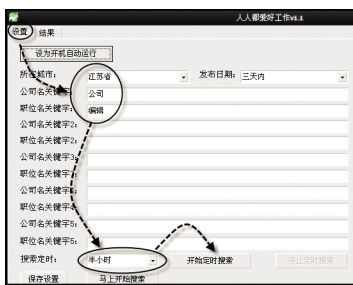 人人都爱好工作v1.1
设置 结果
设为开机自动运行
所在城市: 江苏省 发布日期: 三天内
公司名关键字: 公司
职位名关键字: 编辑
公司名关键字2:
职位名关键字2:
公司名关键字3:
职位名关键字3:
公司名关键字4:
职位名关键字4:
公司名关键字5:
职位名关键字5:
搜索定时: 半小时 开始定时搜索 停止定时搜索
保存设置 马上开始搜索